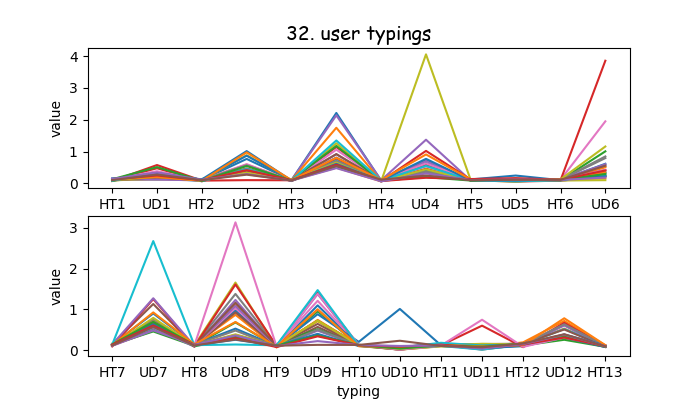 32. user typings
value
4
3
2
1
0
HT1 UD1 HT2 UD2 HT3 UD3 HT4 UD4 HT5 UD5 HT6 UD6
value
3
2
1
0
HT7 UD7 HT8 UD8 HT9 UD9 HT10 UD10 HT11 UD11 HT12 UD12 HT13
typing